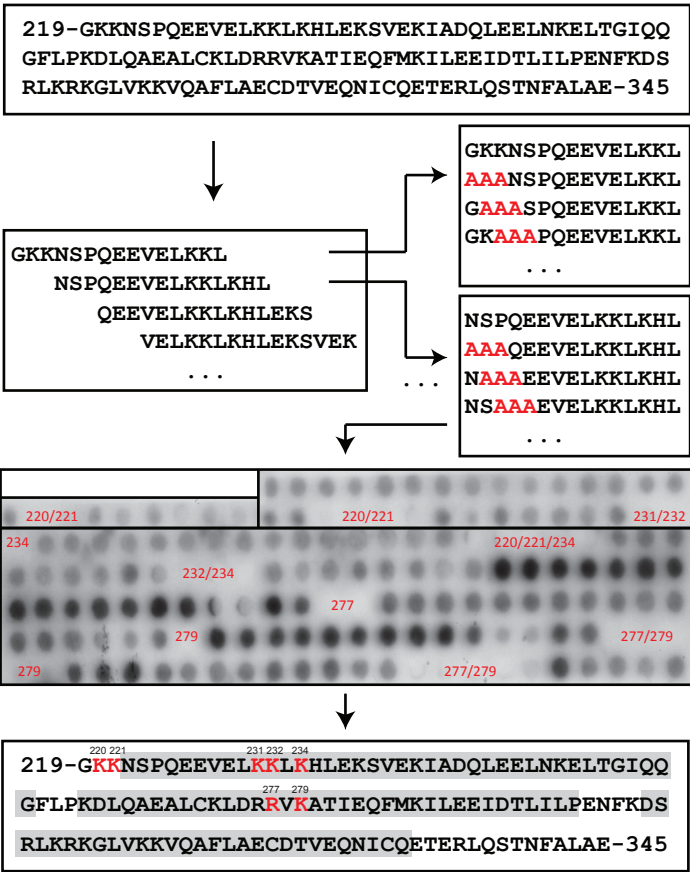 219-GKKNSPQEEVELKKLKHLEKSVEKIADQLEELNKELTGIQQ
GFLPKDLQAEALCKLDRRVKATIEQFMKILEEIDTLILPENFKDS
RLKRKGLVKKVQAFLAECDTVEQNICQETERLQSTNFALAE-345
GKKNSPQEEVELKKL
AAANSPQEEVELKKL
GAAASPQEEVELKKL
GKAAAPQEEVELKKL
...
GKKNSPQEEVELKKL
NSPQEEVELKKLKHL
QEEVELKKLKHLEKS
VELKKLKHLEKSVEK
...
...
NSPQEEVELKKLKHL
AAAQEEVELKKLKHL
NAAAEEVELKKLKHL
NSAAAEVELKKLKHL
...
220/221 220/221 231/232
234 220/221/234
232/234
277
279 277/279
279 277/279
220 221 231 232 234
219-GKKNSPQEEVELKKLKHLEKSVEKIADQLEELNKELTGIQQ
277 279
GFLPKDLQAEALCKLDRRVKATIEQFMKILEEIDTLILPENFKDS
RLKRKGLVKKVQAFLAECDTVEQNICQETERLQSTNFALAE-345